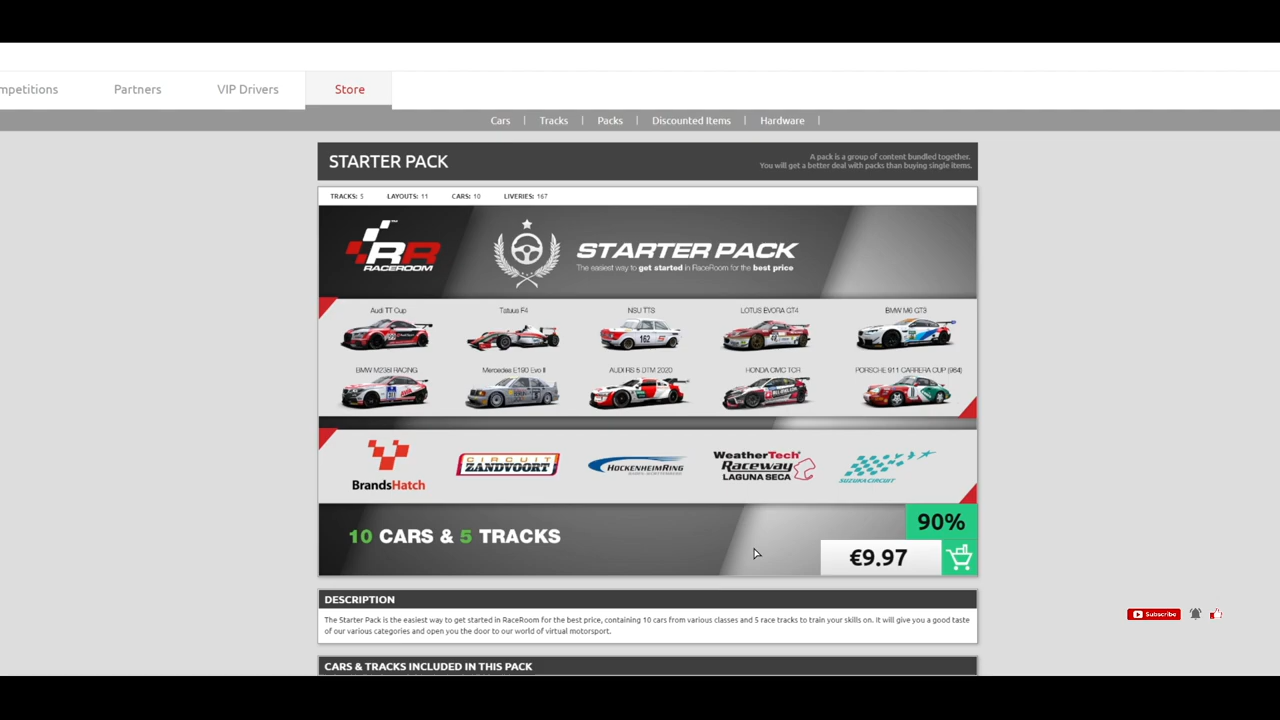 mpetitions Partners VIP Drivers Store
Cars | Tracks | Packs | Discounted Items | Hardware |
STARTER PACK
A pack is a group of content bundled together.
You will get a better deal with packs than buying single items.
TRACKS: 5 LAYOUTS: 11 CARS: 10 LIVERIES: 167
RR
RACEROOM
STARTER PACK
The easiest way to get started in RaceRoom for the best price
Audi TT Cup Tatuus F4 NSU TTS LOTUS EVORA GT4 BMW M6 GT3
BMW M235I RACING Mercedes E190 Evo II AUDI RS 5 DTM 2020 HONDA CIVIC TCR PORSCHE 911 CARRERA CUP (964)
BrandsHatch
CIRCUIT
ZANDVOORT
HOCKENHEIMRING
WeatherTech
Raceway
LAGUNA SECA
SUZUKA CIRCUIT
10 CARS & 5 TRACKS
90%
€9.97
DESCRIPTION
The Starter Pack is the easiest way to get started in RaceRoom for the best price, containing 10 cars from various classes and 5 race tracks to train your skills on. It will give you a good taste
of our various categories and open you the door to our world of virtual motorsport.
Subscribe
CARS & TRACKS INCLUDED IN THIS PACK